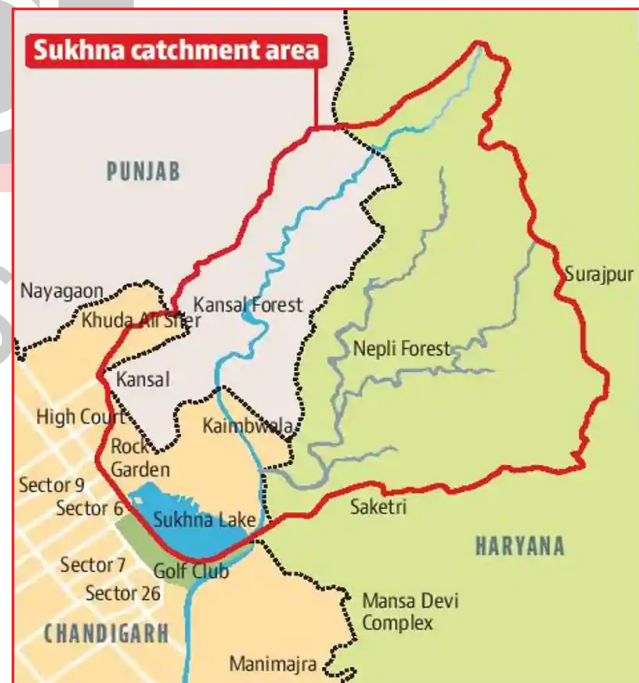 Sukhna catchment area
PUNJAB
Surajpur
Nayagaon
Kansal Forest
Khuda Ali Sher
Nepli Forest
Kansal
High Court
Kaimbwala
Rock
Garden
Sector 9
Sector 6
Saketri
Sukhna Lake
HARYANA
Sector 7
Golf Club
Sector 26
Mansa Devi
Complex
CHANDIGARH
Manimajra